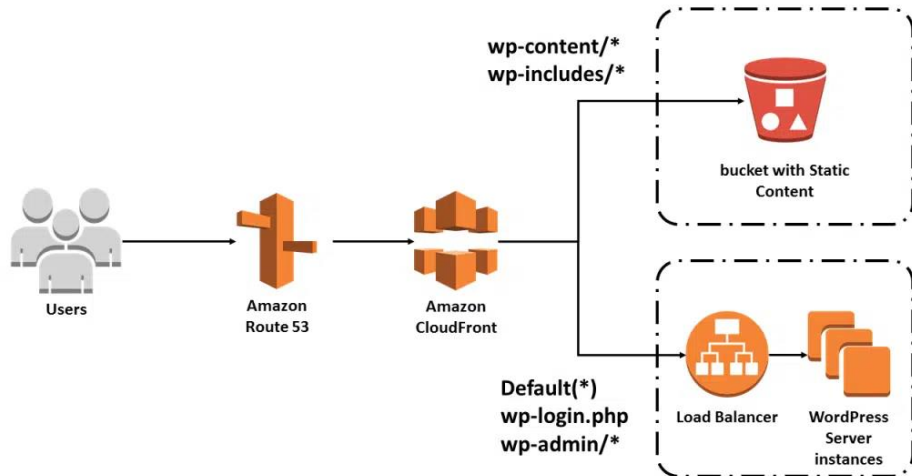 wp-content/*
wp-includes/*
bucket with Static
Content
Users
Amazon
Route 53
Amazon
CloudFront
Default(*)
wp-login.php
wp-admin/*
Load Balancer
WordPress
Server
instances